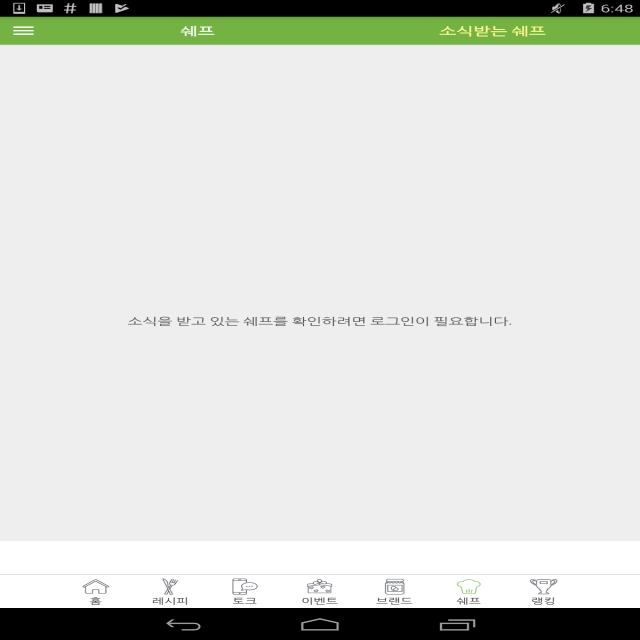 6:48
쉐프
소식받는 쉐프
소식을 받고 있는 쉐프를 확인하려면 로그인이 필요합니다.
홈
레시피
토크
이벤트
브랜드
쉐프
랭킹